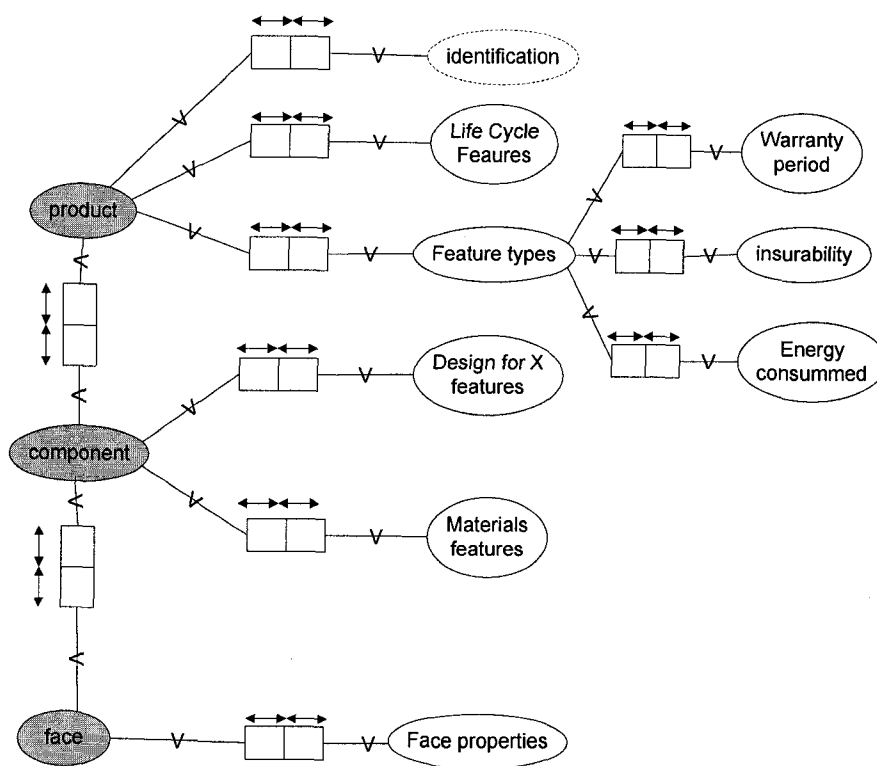 identification
Life Cycle
Feaures
Warranty
period
product
Feature types
insurability
Design for X
features
Energy
consummed
component
Materials
features
face
Face properties